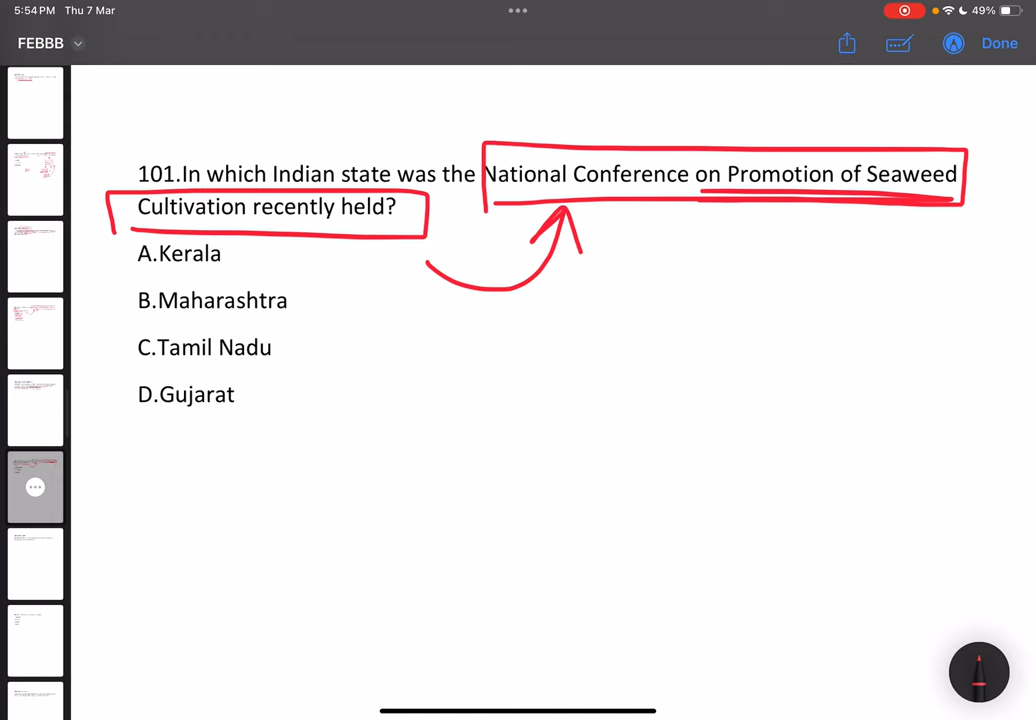 5:54 PM Thu 7 Mar
49%
FEBBB
Done
101.In which Indian state was the National Conference on Promotion of Seaweed
Cultivation recently held?
A.Kerala
B.Maharashtra
C.Tamil Nadu
D.Gujarat